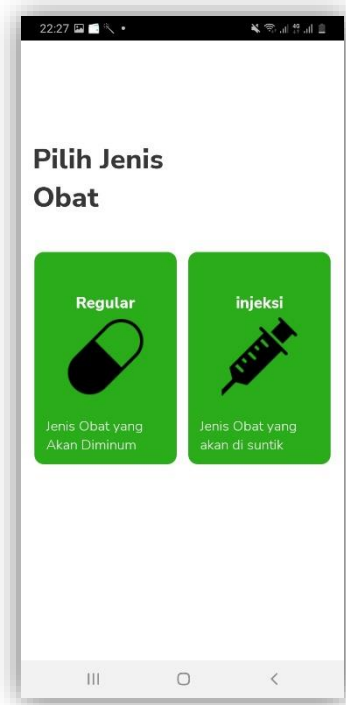 22:27
Pilih Jenis
Obat
Regular
injeksi
Jenis Obat yang
Akan Diminum
Jenis Obat yang
akan di suntik